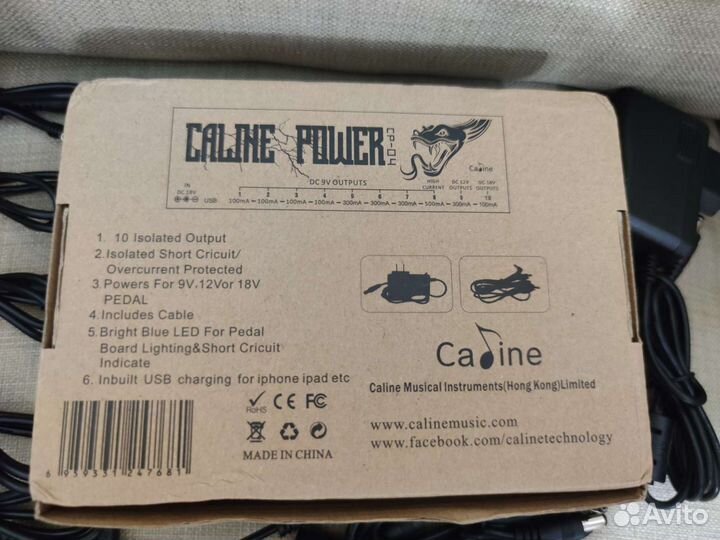 CALINE POWER CP-04
Caline
DC 9V OUTPUTS
IN
DC 18V
USB
1 2 3 4 5 6 7 8 9 10
HIGH CURRENT
DC 12V OUTPUTS
DC 18V OUTPUTS
100mA 100mA 100mA 100mA 300mA 300mA 300mA 500mA 300mA 100mA
1. 10 Isolated Output
2.Isolated Short Cricuit/
Overcurrent Protected
3.Powers For 9V.12Vor 18V
PEDAL
4.Includes Cable
5.Bright Blue LED For Pedal
Board Lighting&Short Cricuit
Indicate
6. Inbuilt USB charging for iphone ipad etc
RoHS CE FC
MADE IN CHINA
6 959331 247681
Caline
Caline Musical Instruments(Hong Kong)Limited
www.calinemusic.com
www.facebook.com/calinetechnology
Avito